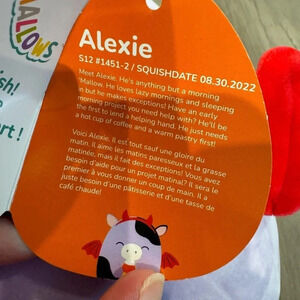 MALLOWS
Alexie
S12 #1451-2 / SQUISHDATE 08.30.2022
Meet Alexie. He's anything but a morning
'Mallow. He loves lazy mornings and sleeping
in but he makes exceptions! Have an early
morning project you need help with? He'll be
the first to lend a helping hand. He just needs
a hot cup of coffee and a warm pastry first!
Voici Alexie, il est tout sauf une gloire du
matin. Il aime les matins paresseux et la grasse
matinée, mais il fait des exceptions! Vous avez
besoin d'aide pour un projet matinal? Il sera le
premier à vous donner un coup de main. Il a
juste besoin d'une pâtisserie et d'une tasse de
café chaude!